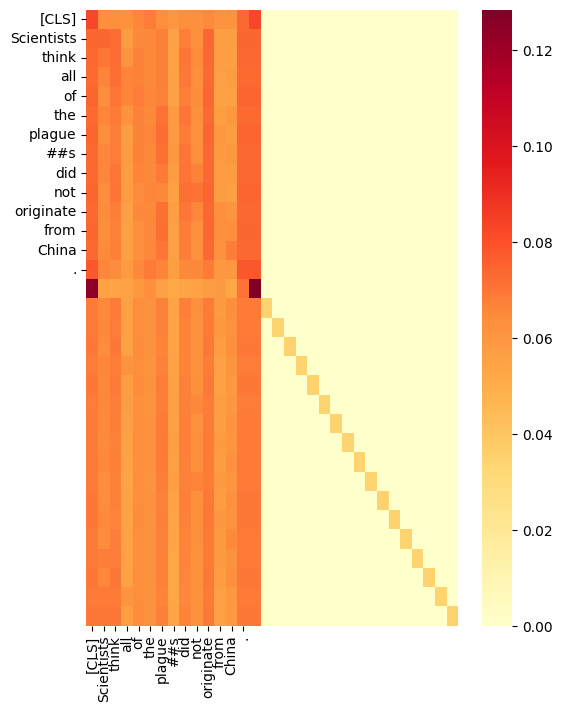 [CLS]
Scientists
think
all
of
the
plague
##s
did
not
originate
from
China
.
[CLS]
Scientists
think
all
of
the
plague
##s
did
not
originate
from
China
.
0.12
0.10
0.08
0.06
0.04
0.02
0.00